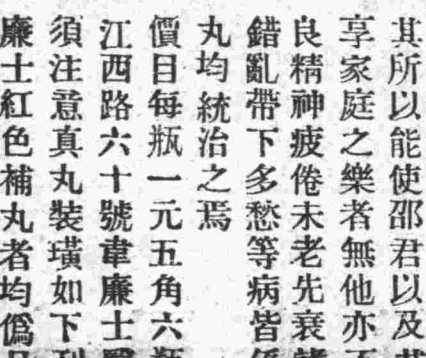 其所以能使邵君以及
享家庭之樂者無他亦
良精神疲倦未老先衰
錯亂帶下多愁等病皆
丸均統治之焉
價目每瓶一元五角六瓶
江西路六十號韋廉士醫
須注意真丸裝璜如下列
廉士紅色補丸者均僞